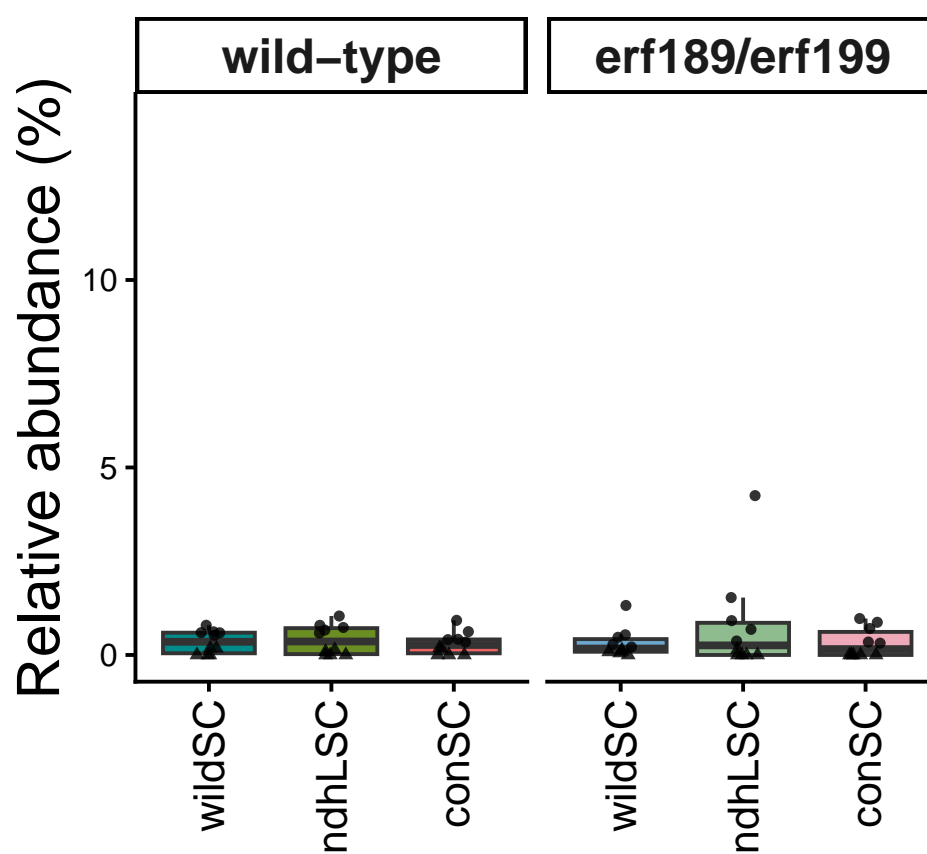 wild−type
erf189/erf199
Relative abundance (%)
10
5
0
wildSC
ndhLSC
conSC
wildSC
ndhLSC
conSC